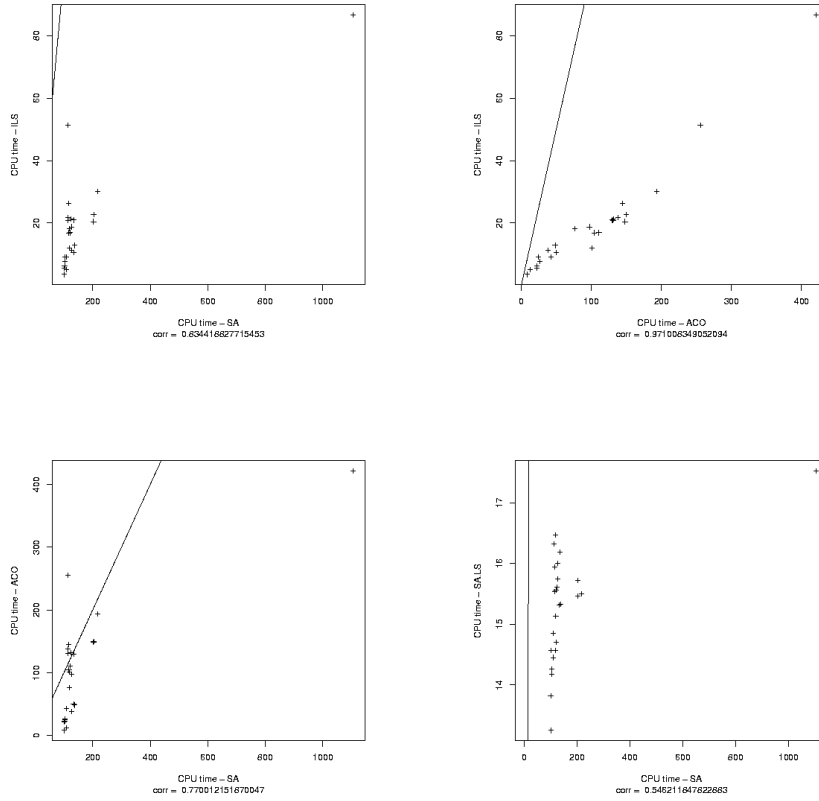 CPU time – ILS
20 40 60 80
200 400 600 800 1000
CPU time – SA
corr = 0.834416627715453
CPU time – ILS
20 40 60 80
0 100 200 300 400
CPU time – ACO
corr = 0.971006349052094
CPU time – ACO
0 100 200 300 400
200 400 600 800 1000
CPU time – SA
corr = 0.770012151670047
CPU time – SA.LS
14 15 16 17
0 200 400 600 800 1000
CPU time – SA
corr = 0.546211647622663